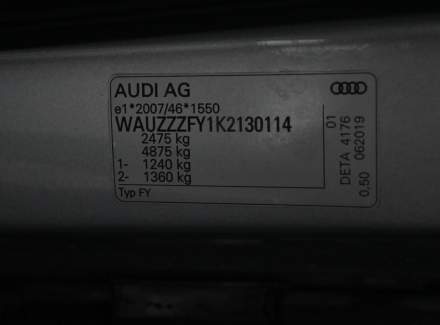 AUDI AG
e1*2007/46*1550
WAUZZZFY1K2130114
2475 kg
4875 kg
1- 1240 kg
2- 1360 kg
Typ FY
01
DETA 4176
0.50 062019